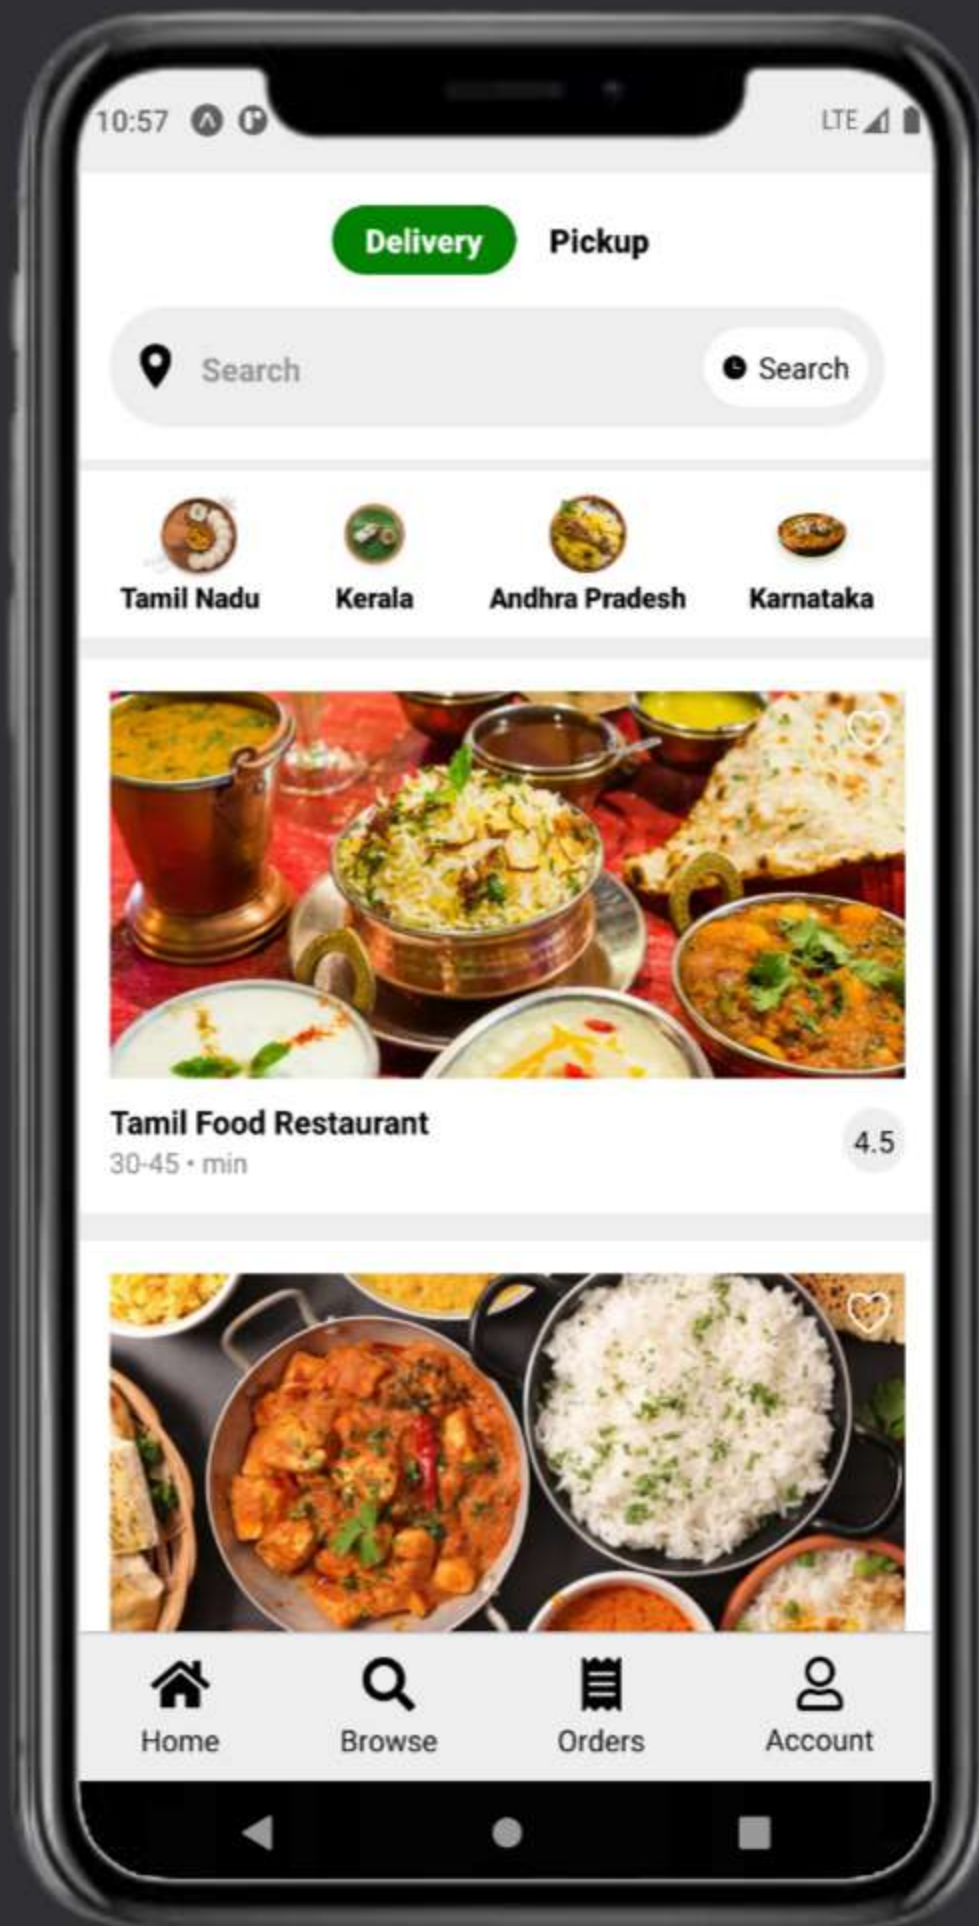 10:57 LTE
Delivery Pickup
Search Search
Tamil Nadu Kerala Andhra Pradesh Karnataka
Tamil Food Restaurant
30-45 • min
4.5
Home Browse Orders Account